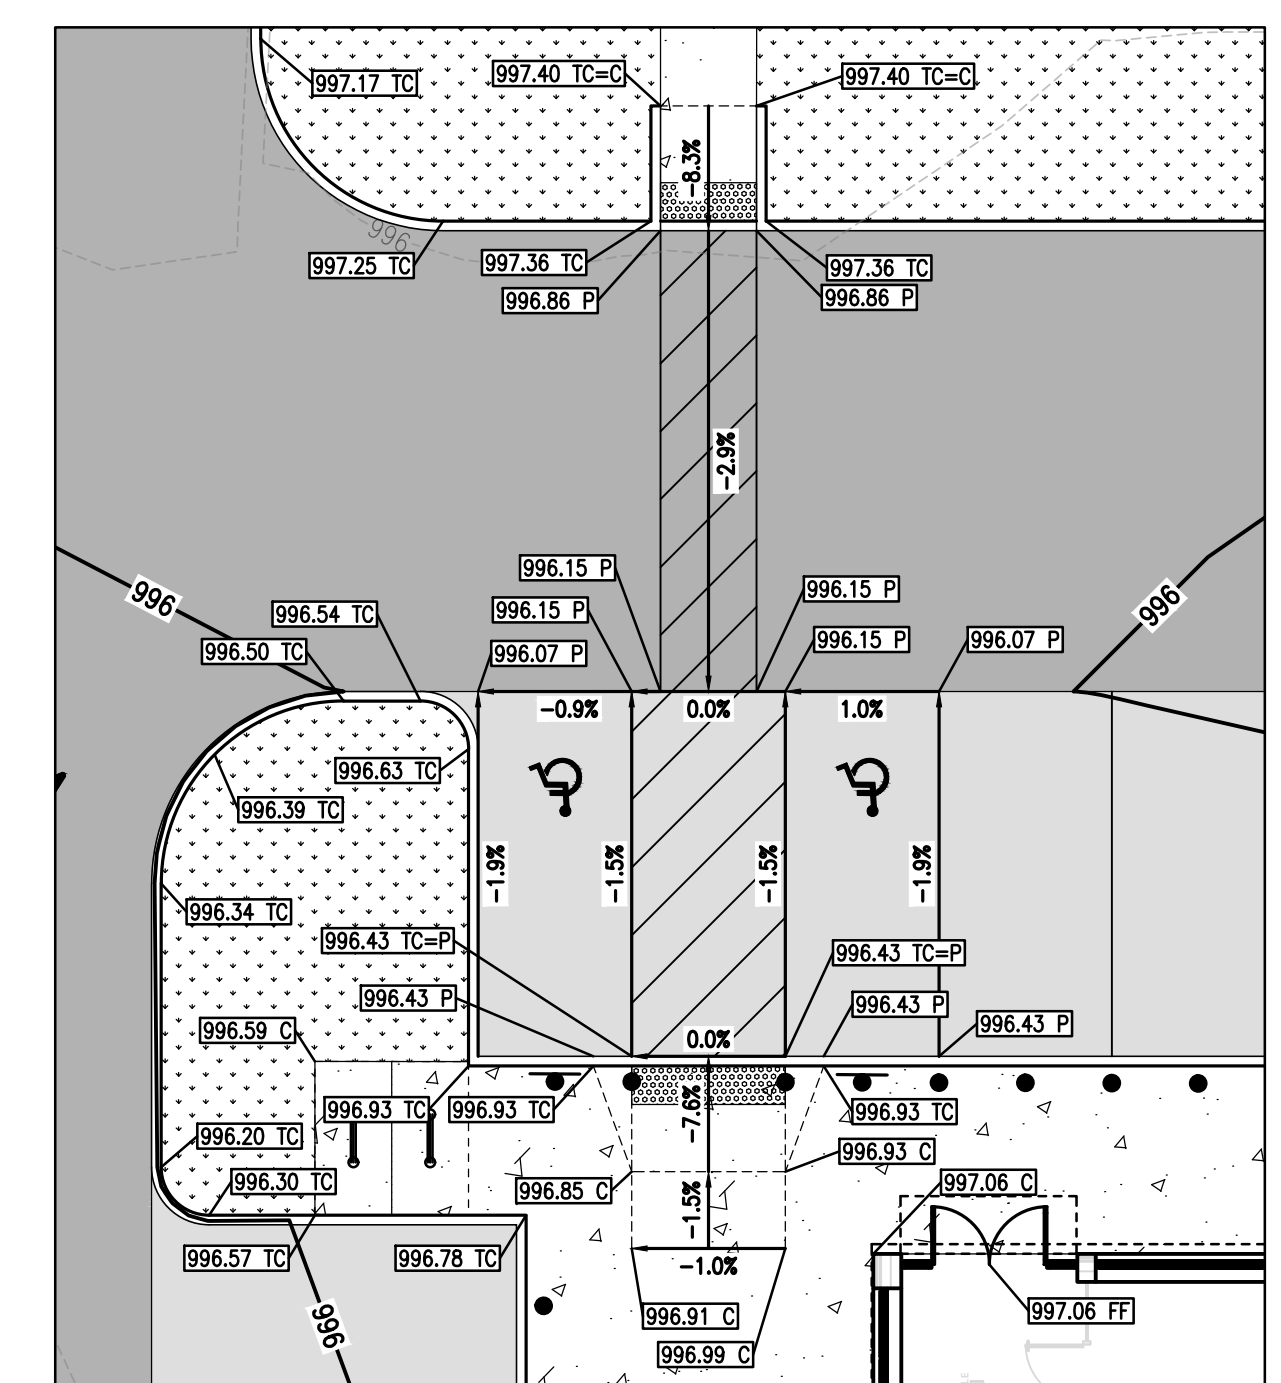 997.17 TC
997.40 TC=C
997.40 TC=C
-8.3%
996
997.25 TC
997.36 TC
997.36 TC
996.86 P
996.86 P
-2.9%
996
996
996.15 P
996.15 P
996.54 TC
996.15 P
996.15 P
996.07 P
996.50 TC
996.07 P
-0.9%
0.0%
1.0%
996.63 TC
996.39 TC
-1.9%
-1.5%
-1.5%
-1.9%
996.34 TC
996.43 TC=P
996.43 TC=P
996.43 P
996.43 P
996.43 P
996.59 C
0.0%
996.93 TC
996.93 TC
-7.6%
996.93 TC
996.20 TC
996.93 C
996.30 TC
996.85 C
997.06 C
-1.5%
996.57 TC
996.78 TC
-1.0%
996
996.91 C
997.06 FF
996.99 C